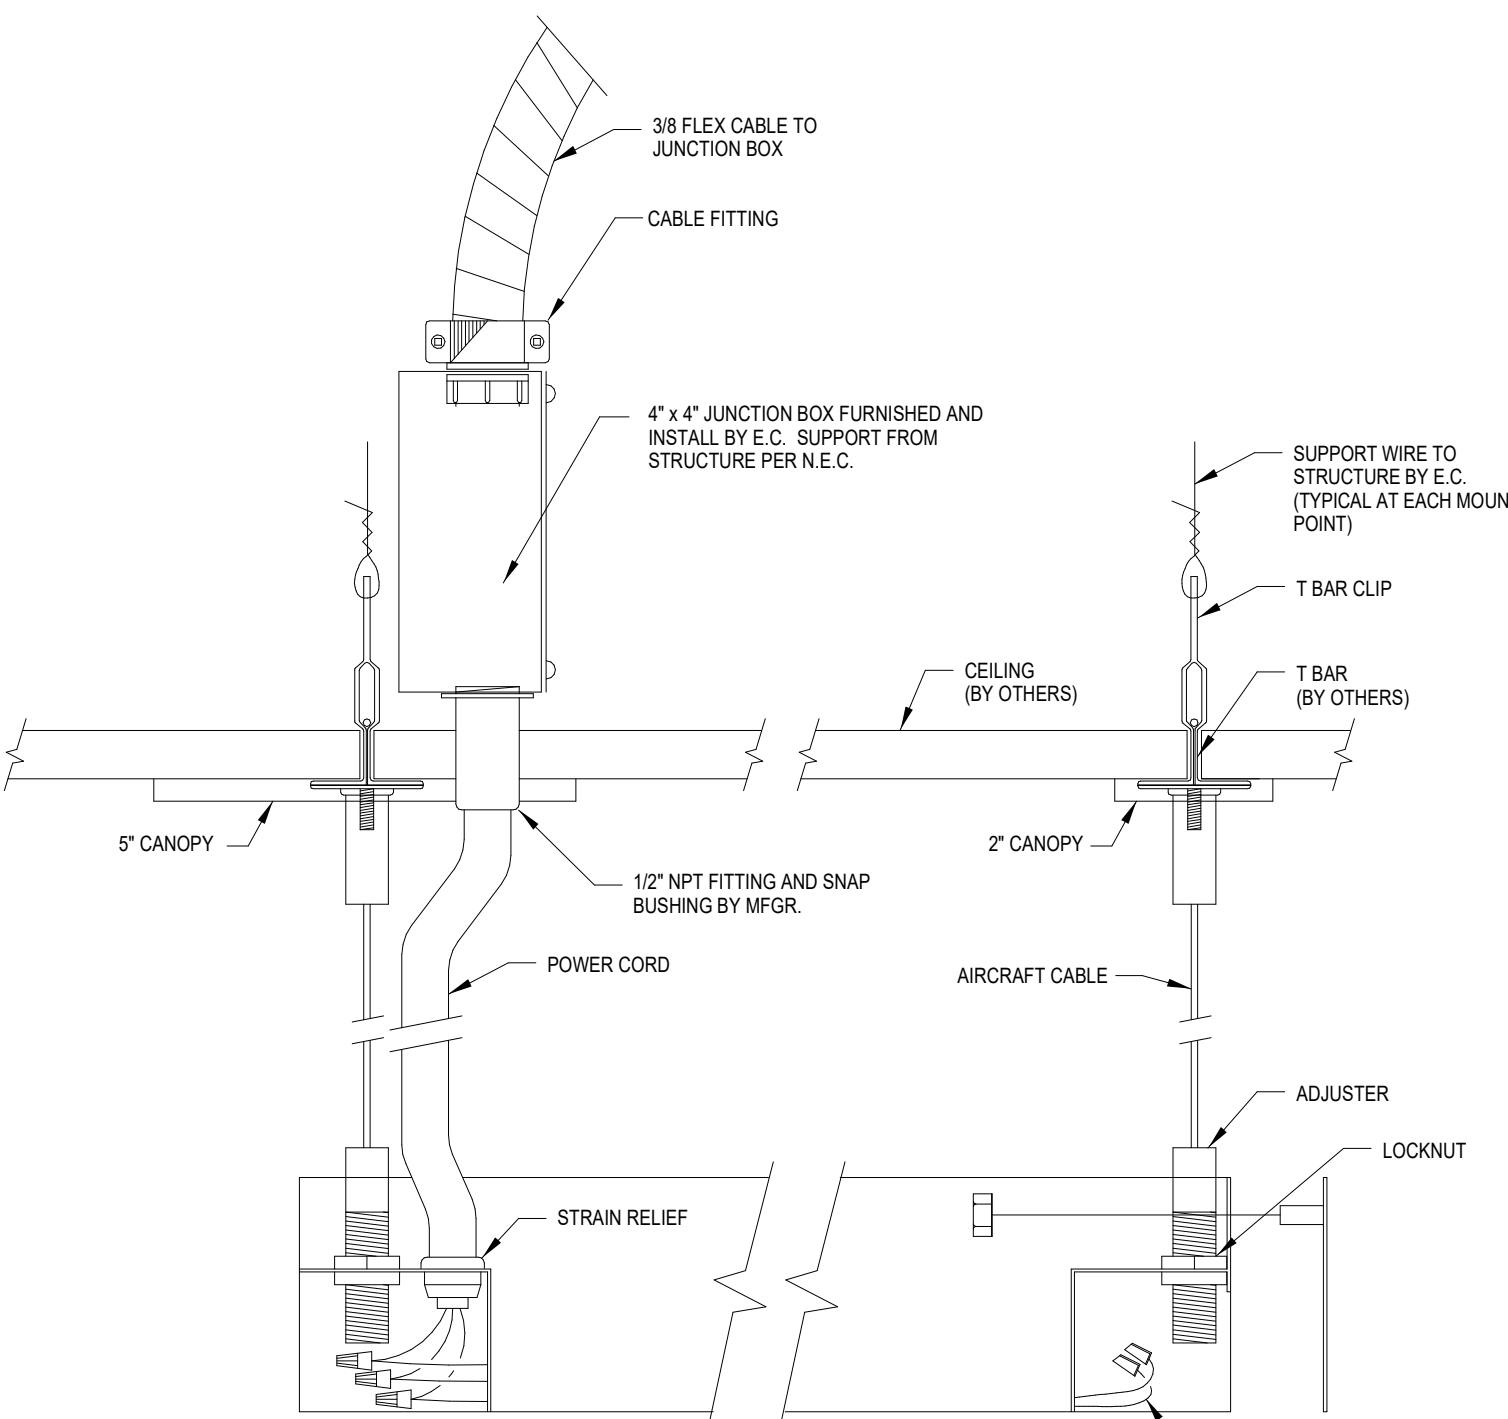 3/8 FLEX CABLE TO
JUNCTION BOX
CABLE FITTING
4" x 4" JUNCTION BOX FURNISHED AND
INSTALL BY E.C. SUPPORT FROM
STRUCTURE PER N.E.C.
SUPPORT WIRE TO
STRUCTURE BY E.C.
(TYPICAL AT EACH MOUN
POINT)
T BAR CLIP
CEILING
(BY OTHERS)
T BAR
(BY OTHERS)
5" CANOPY
2" CANOPY
1/2" NPT FITTING AND SNAP
BUSHING BY MFGR.
POWER CORD
AIRCRAFT CABLE
ADJUSTER
LOCKNUT
STRAIN RELIEF